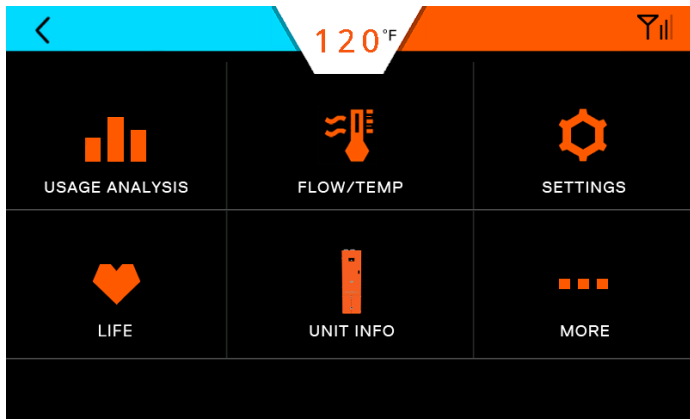 120°F
USAGE ANALYSIS
FLOW/TEMP
SETTINGS
LIFE
UNIT INFO
MORE